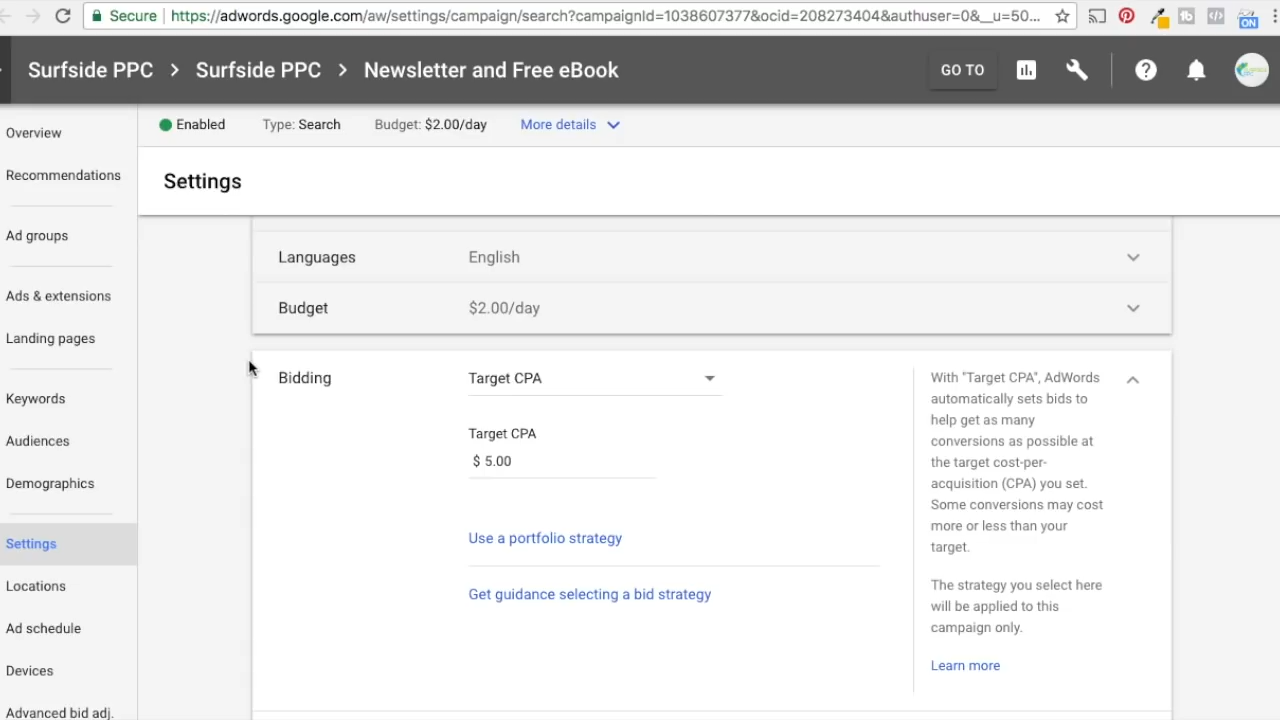 Secure https://adwords.google.com/aw/settings/campaign/search?campaignId=1038607377&ocid=208273404&authuser=0&__u=50...
Surfside PPC > Surfside PPC > Newsletter and Free eBook
GO TO
Enabled Type: Search Budget: $2.00/day More details
Overview
Recommendations
Ad groups
Ads & extensions
Landing pages
Keywords
Audiences
Demographics
Settings
Locations
Ad schedule
Devices
Advanced bid adj.
Settings
Languages English
Budget $2.00/day
Bidding Target CPA
Target CPA
$ 5.00
Use a portfolio strategy
Get guidance selecting a bid strategy
With "Target CPA", AdWords
automatically sets bids to
help get as many
conversions as possible at
the target cost-per-
acquisition (CPA) you set.
Some conversions may cost
more or less than your
target.
The strategy you select here
will be applied to this
campaign only.
Learn more
ON